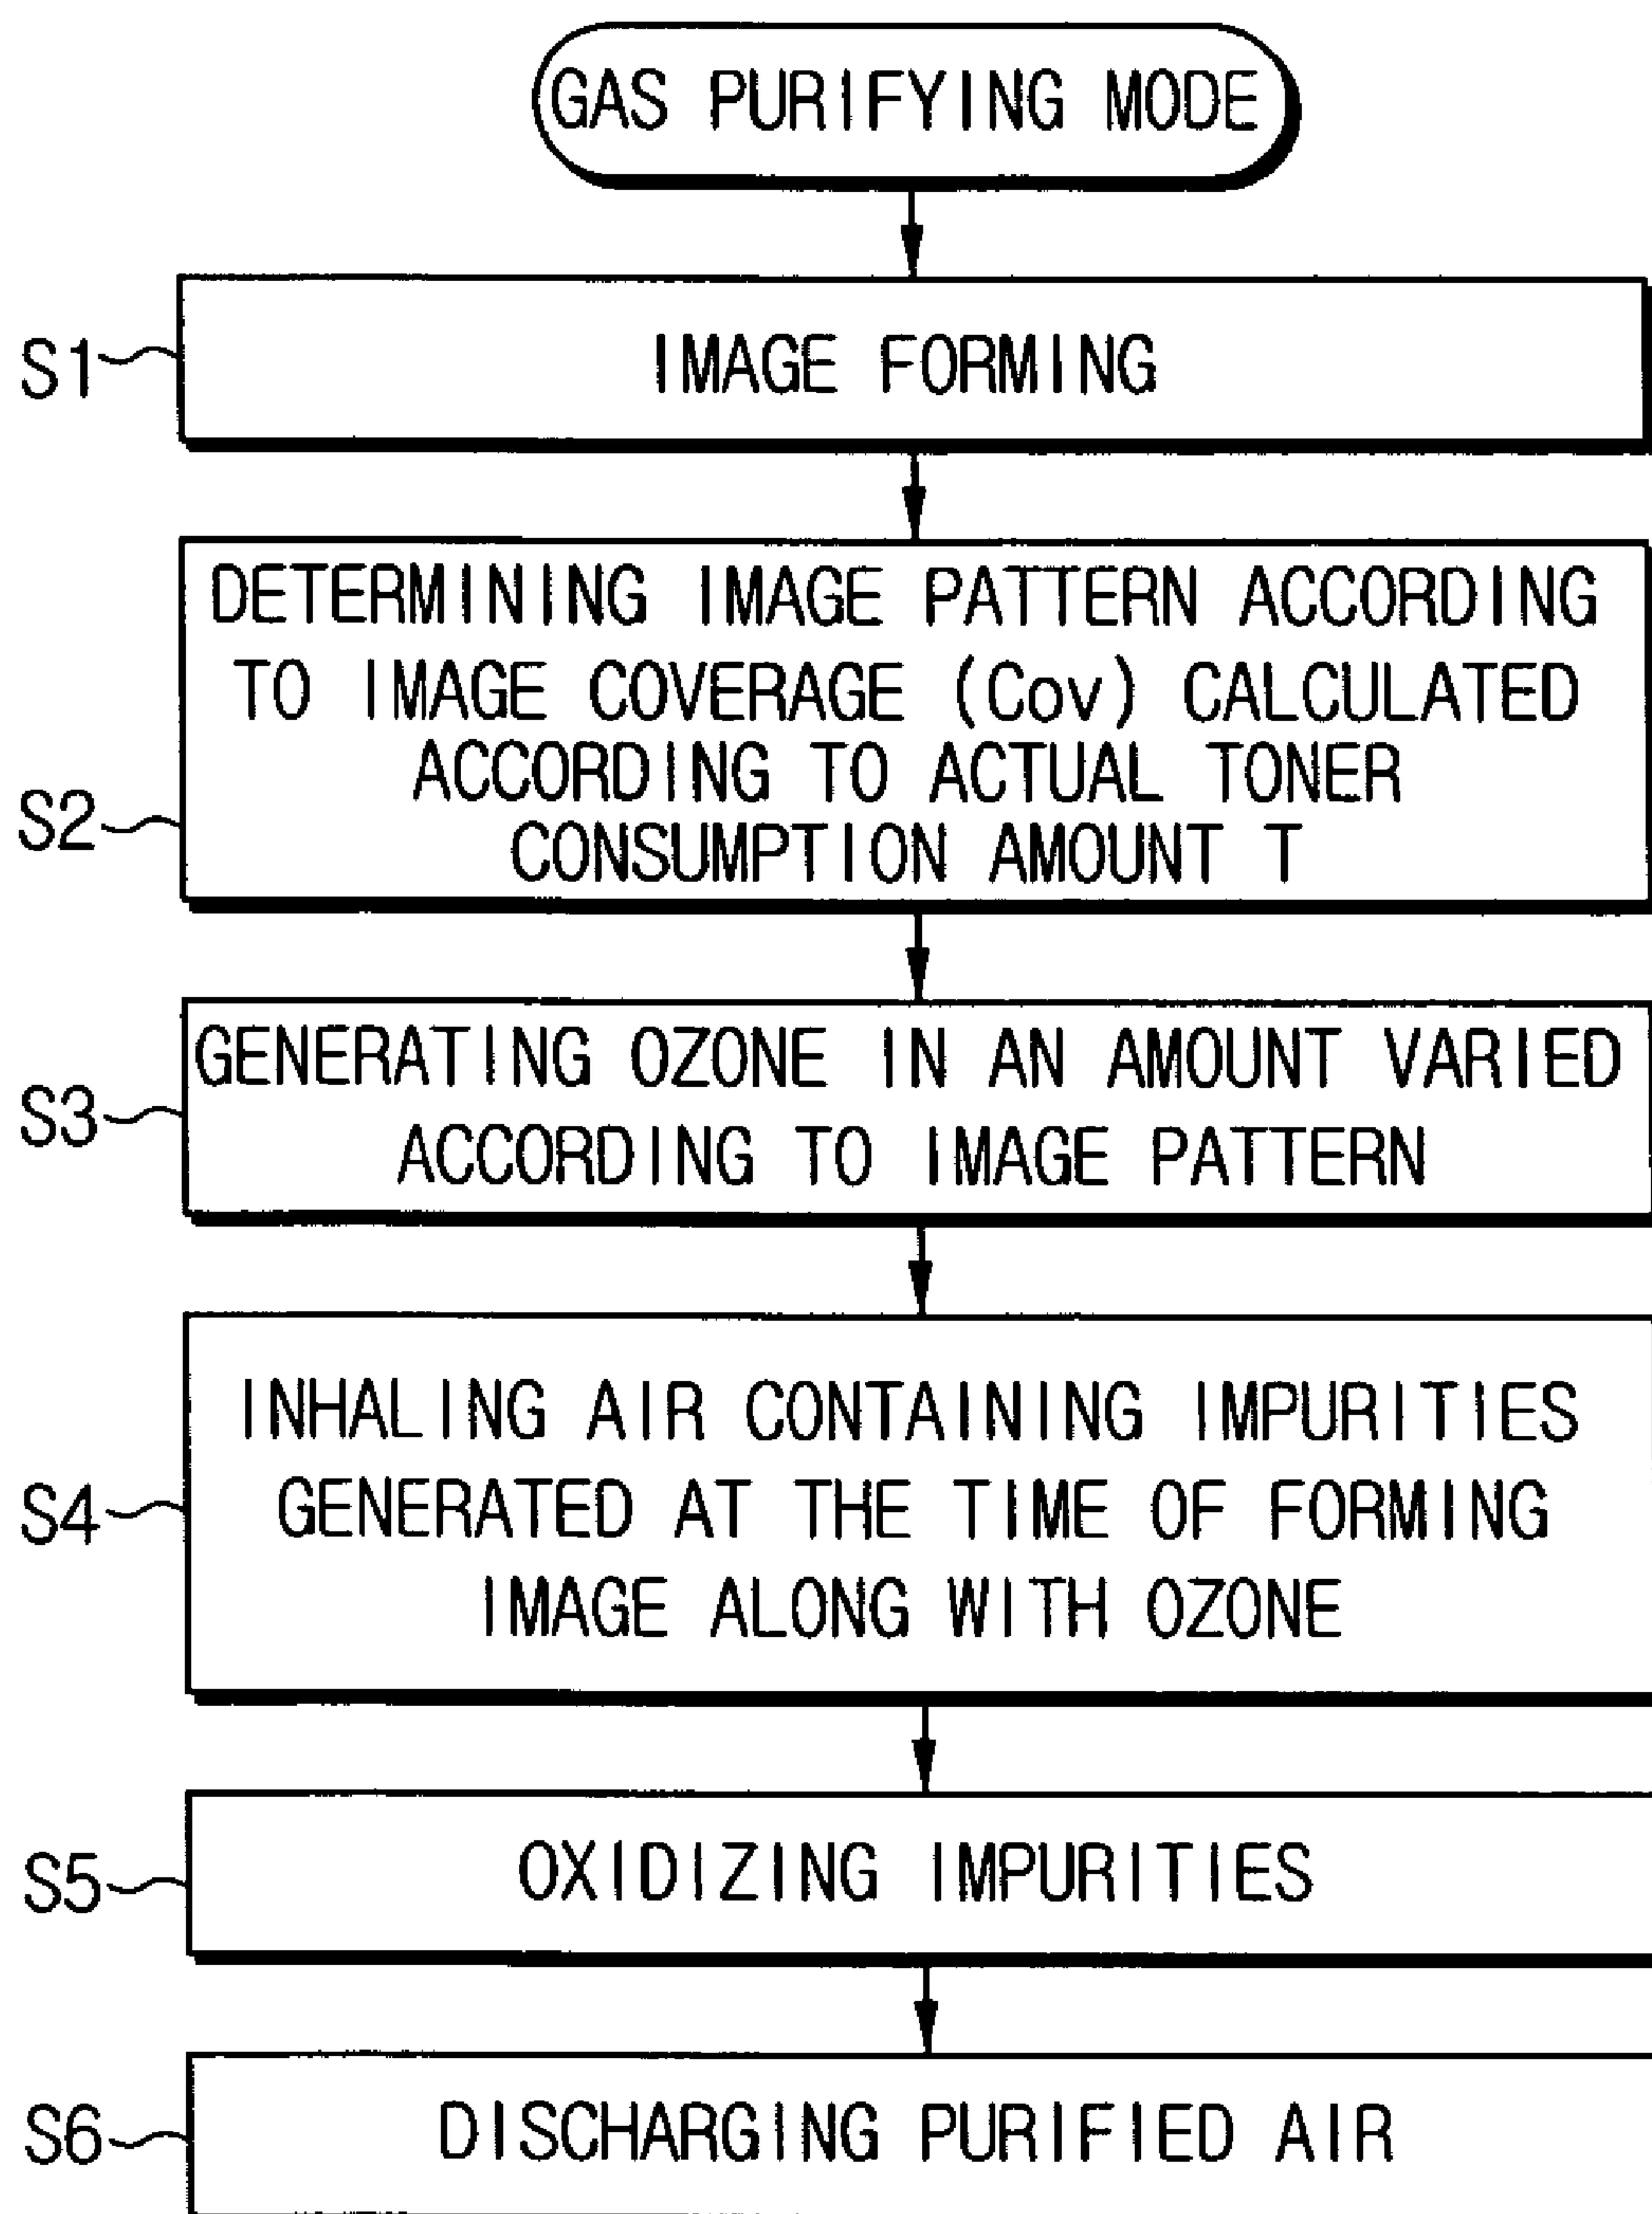 GAS PURIFYING MODE
S1
IMAGE FORMING
S2
DETERMINING IMAGE PATTERN ACCORDING
TO IMAGE COVERAGE (Cov) CALCULATED
ACCORDING TO ACTUAL TONER
CONSUMPTION AMOUNT T
S3
GENERATING OZONE IN AN AMOUNT VARIED
ACCORDING TO IMAGE PATTERN
S4
INHALING AIR CONTAINING IMPURITIES
GENERATED AT THE TIME OF FORMING
IMAGE ALONG WITH OZONE
S5
OXIDIZING IMPURITIES
S6
DISCHARGING PURIFIED AIR